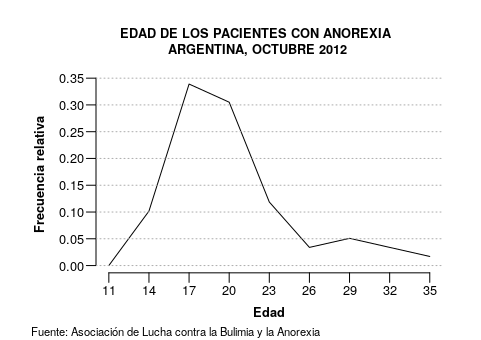 EDAD DE LOS PACIENTES CON ANOREXIA
ARGENTINA, OCTUBRE 2012
0.35
0.30
0.25
0.20
0.15
0.10
0.05
0.00
Frecuencia relativa
11 14 17 20 23 26 29 32 35
Edad
Fuente: Asociación de Lucha contra la Bulimia y la Anorexia